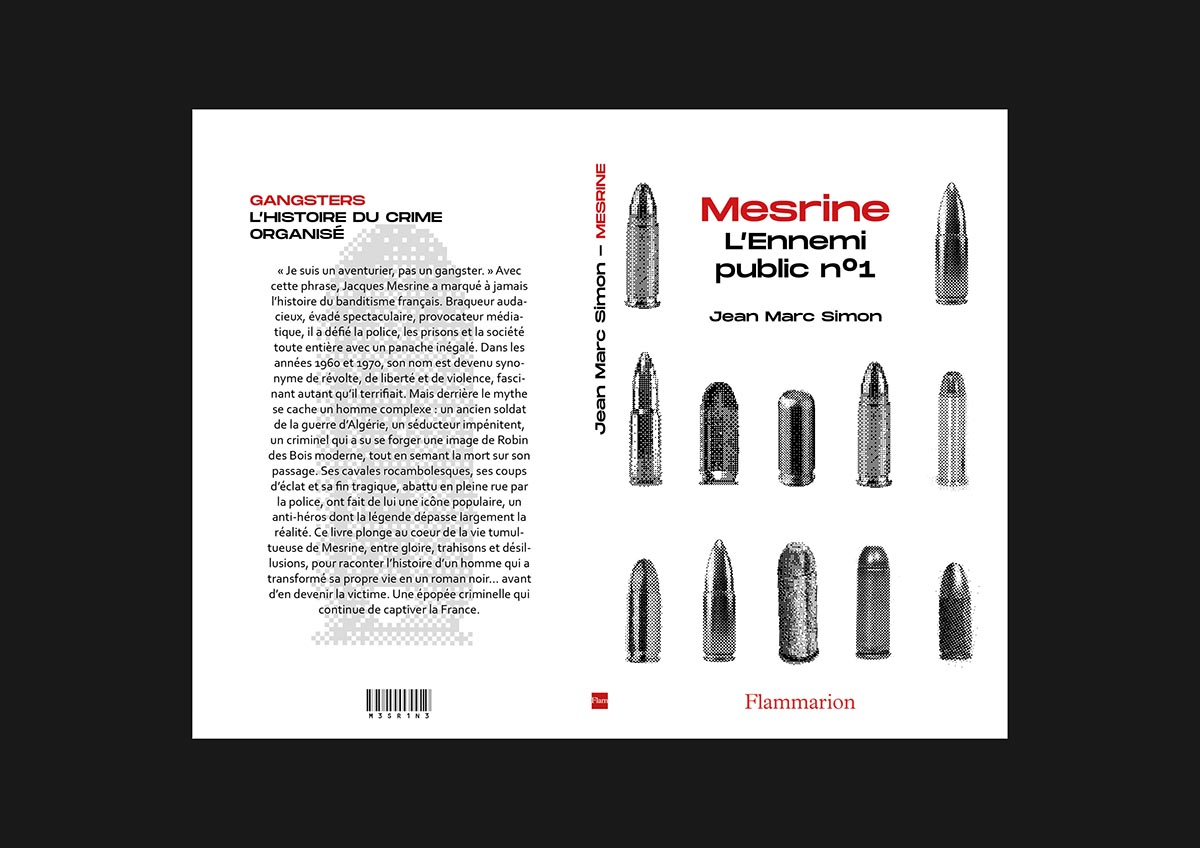 GANGSTERS
L'HISTOIRE DU CRIME
ORGANISÉ
« Je suis un aventurier, pas un gangster. » Avec
cette phrase, Jacques Mesrine a marqué à jamais
l'histoire du banditisme français. Braqueur auda-
cieux, évadé spectaculaire, provocateur média-
tique, il a défié la police, les prisons et la société
toute entière avec un panache inégalé. Dans les
années 1960 et 1970, son nom est devenu syno-
nyme de révolte, de liberté et de violence, fasci-
nant autant qu'il terrifiait. Mais derrière le mythe
se cache un homme complexe : un ancien soldat
de la guerre d'Algérie, un séducteur impénitent,
un criminel qui a su se forger une image de Robin
des Bois moderne, tout en semant la mort sur son
passage. Ses cavales rocambolesques, ses coups
d'éclat et sa fin tragique, abattu en pleine rue par
la police, ont fait de lui une icône populaire, un
anti-héros dont la légende dépasse largement la
réalité. Ce livre plonge au coeur de la vie tumul-
tueuse de Mesrine, entre gloire, trahisons et désil-
lusions, pour raconter l'histoire d'un homme qui a
transformé sa propre vie en un roman noir... avant
d'en devenir la victime. Une épopée criminelle qui
continue de captiver la France.
M3SR1N3
Jean Marc Simon – MESRINE
Flam
Mesrine
L'Ennemi
public nº1
Jean Marc Simon
Flammarion